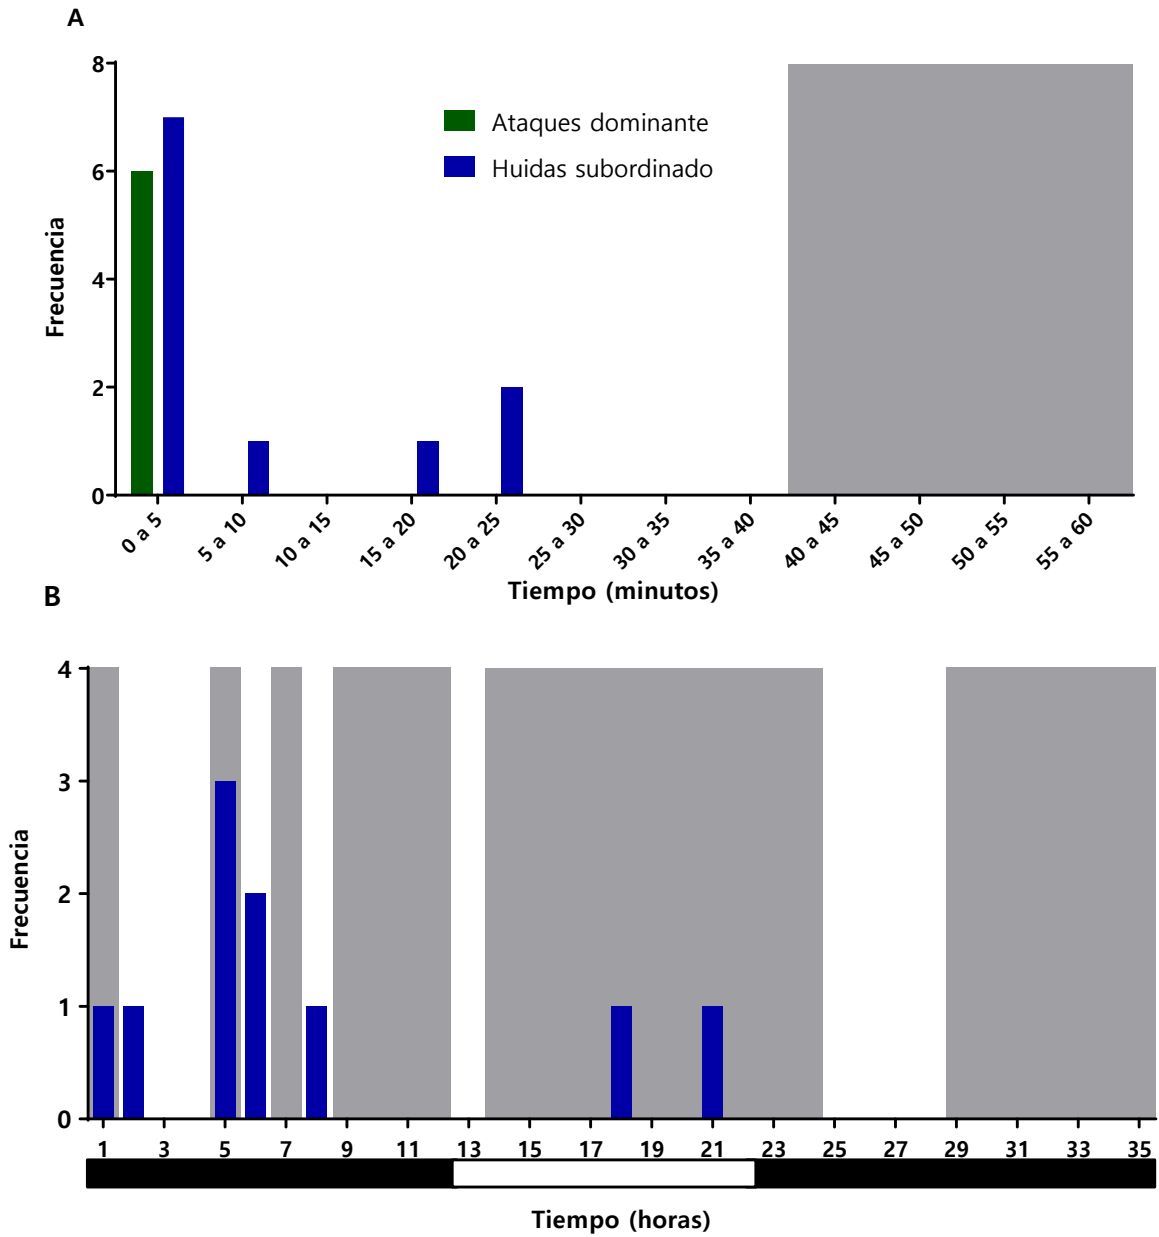 A
8
6
4
2
0
Frecuencia
Ataques dominante
Huidas subordinado
0 a 5 5 a 10 10 a 15 15 a 20 20 a 25 25 a 30 30 a 35 35 a 40 40 a 45 45 a 50 50 a 55 55 a 60
Tiempo (minutos)
B
4
3
2
1
0
Frecuencia
1 3 5 7 9 11 13 15 17 19 21 23 25 27 29 31 33 35
Tiempo (horas)